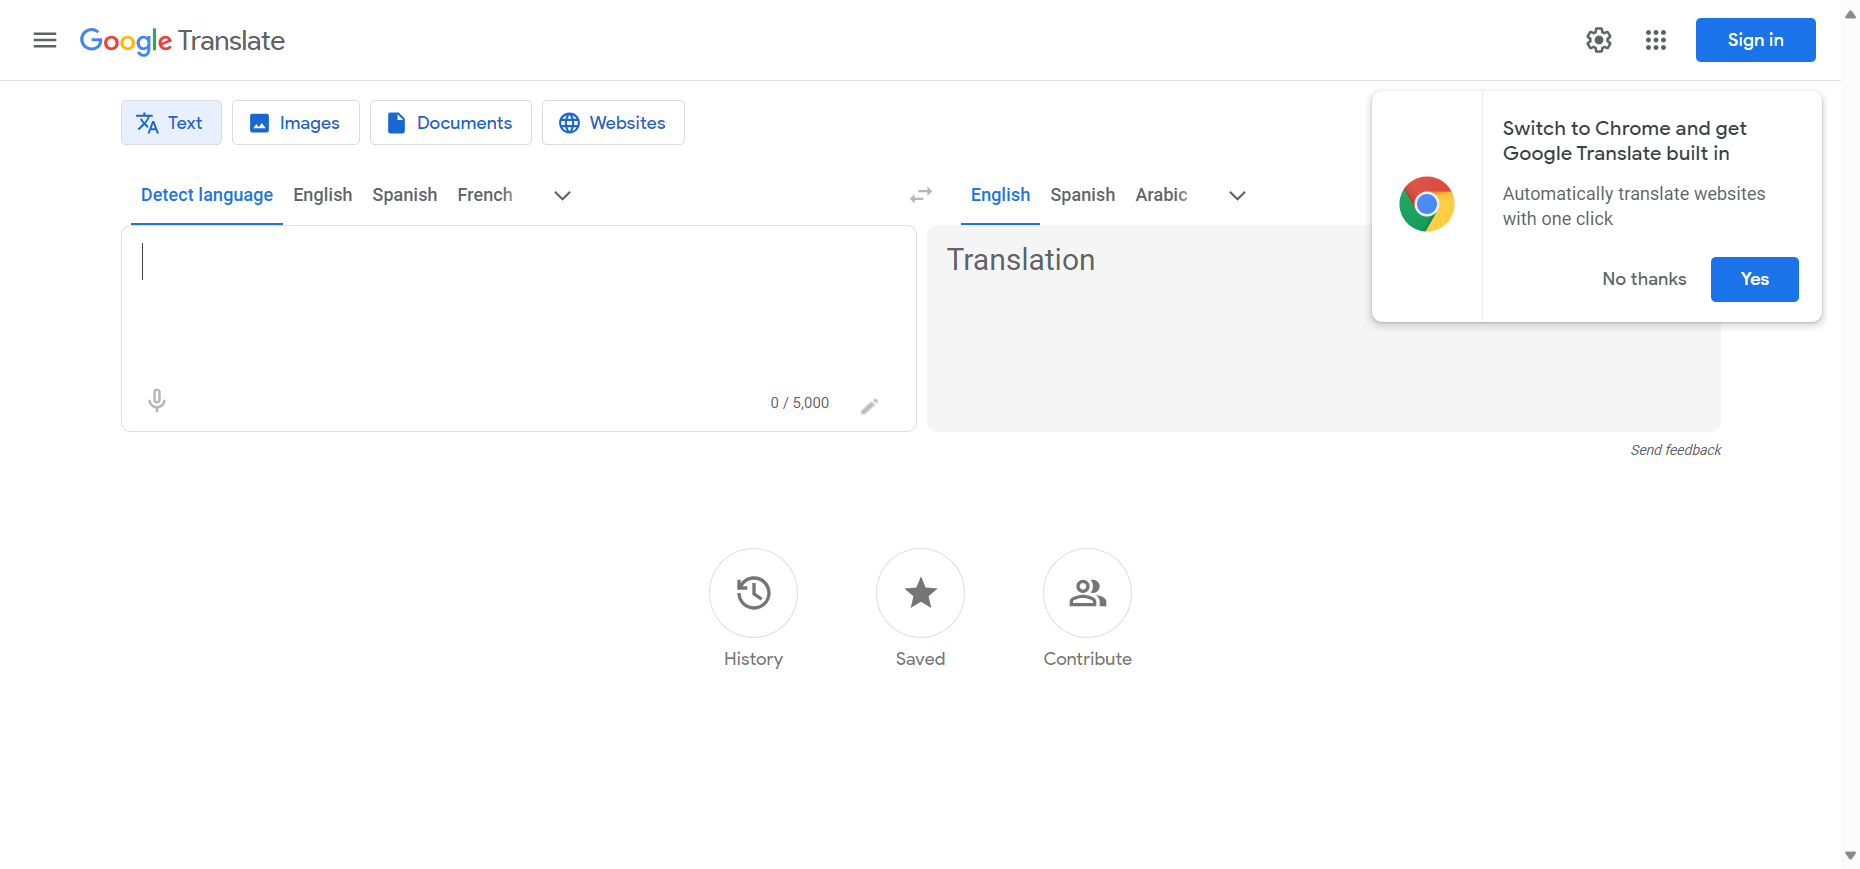 Google Translate
Sign in
Text
Images
Documents
Websites
Detect language
English
Spanish
French
English
Spanish
Arabic
Translation
0 / 5,000
Send feedback
Switch to Chrome and get
Google Translate built in
Automatically translate websites
with one click
No thanks
Yes
History
Saved
Contribute